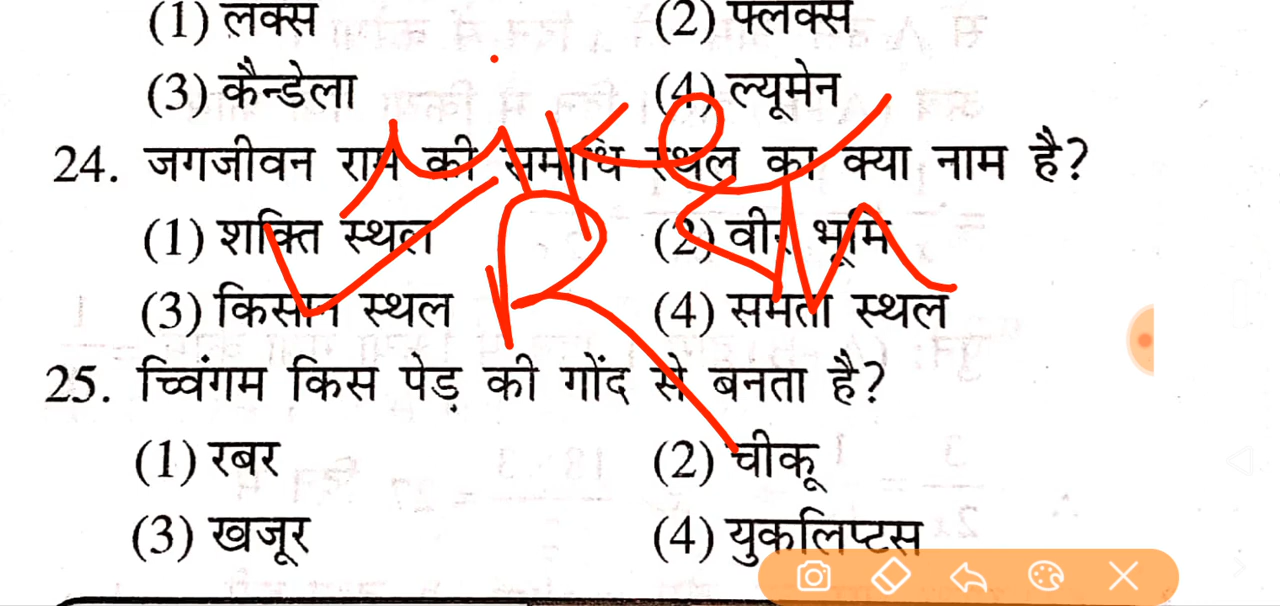 (1) लक्स (2) फ्लक्स
(3) कैन्डेला (4) ल्यूमेन
24. जगजीवन राम की समाधि स्थल का क्या नाम है?
(1) शक्ति स्थल (2) वीर भूमि
(3) किसान स्थल (4) समता स्थल
25. च्विंगम किस पेड़ की गोंद से बनता है?
(1) रबर (2) चीकू
(3) खजूर (4) युकलिप्टस